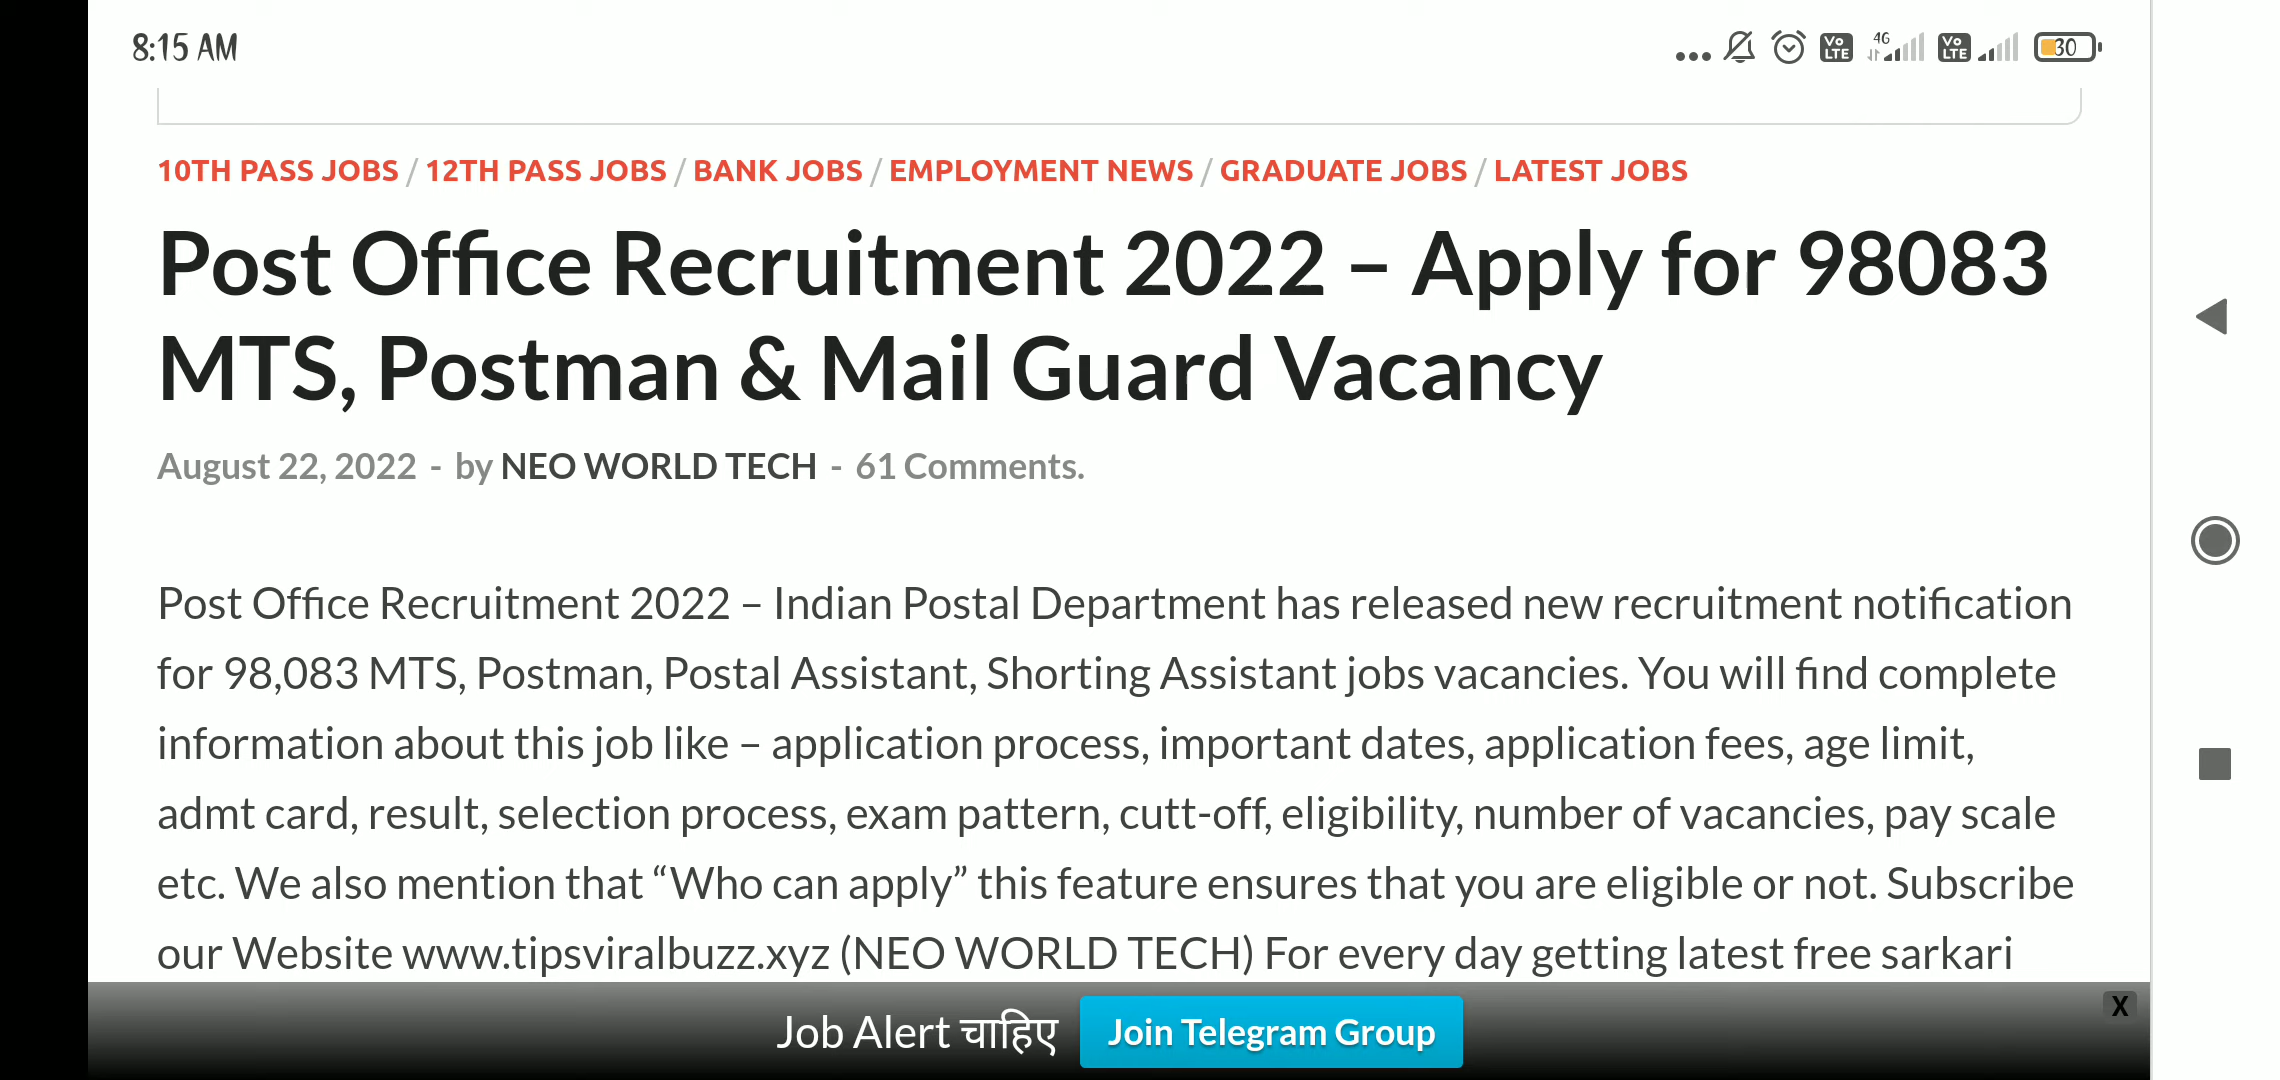 8:15 AM
Vo LTE 4G Vo LTE 30
10TH PASS JOBS / 12TH PASS JOBS / BANK JOBS / EMPLOYMENT NEWS / GRADUATE JOBS / LATEST JOBS
Post Office Recruitment 2022 – Apply for 98083
MTS, Postman & Mail Guard Vacancy
August 22, 2022 - by NEO WORLD TECH - 61 Comments.
Post Office Recruitment 2022 – Indian Postal Department has released new recruitment notification
for 98,083 MTS, Postman, Postal Assistant, Shorting Assistant jobs vacancies. You will find complete
information about this job like – application process, important dates, application fees, age limit,
admt card, result, selection process, exam pattern, cutt-off, eligibility, number of vacancies, pay scale
etc. We also mention that “Who can apply” this feature ensures that you are eligible or not. Subscribe
our Website www.tipsviralbuzz.xyz (NEO WORLD TECH) For every day getting latest free sarkari
Job Alert चाहिए Join Telegram Group X